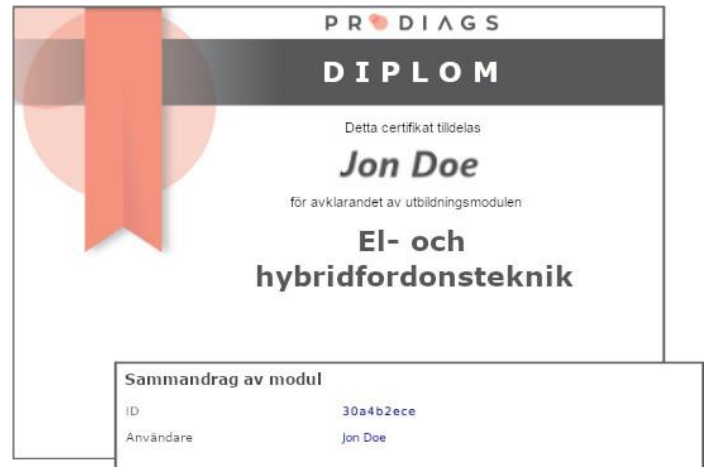 PRODIAGS
DIPLOM
Detta certifikat tilldelas
Jon Doe
för avklarandet av utbildningsmodulen
El- och
hybridfordonsteknik
Sammandrag av modul
ID 30a4b2ece
Användare Jon Doe